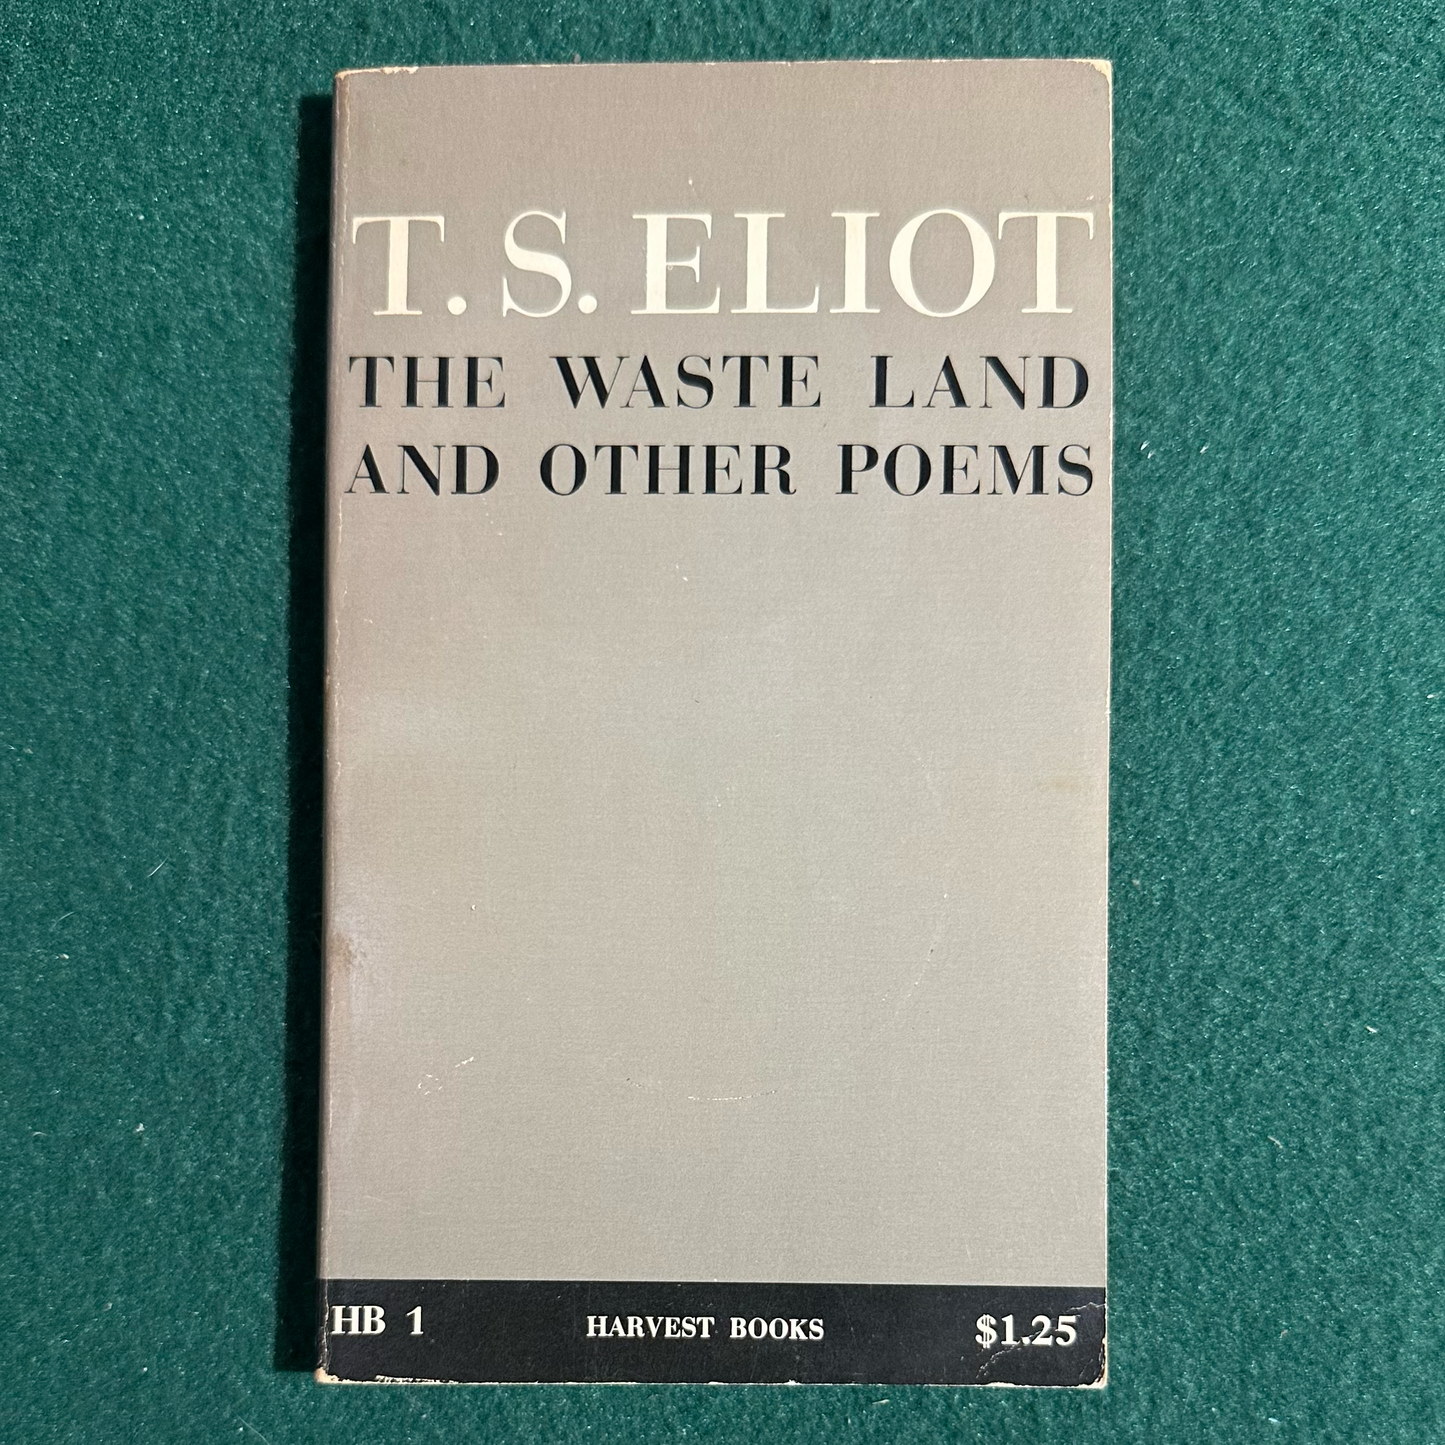 T. S. ELIOT
THE WASTE LAND
AND OTHER POEMS
HB 1 HARVEST BOOKS $1.25